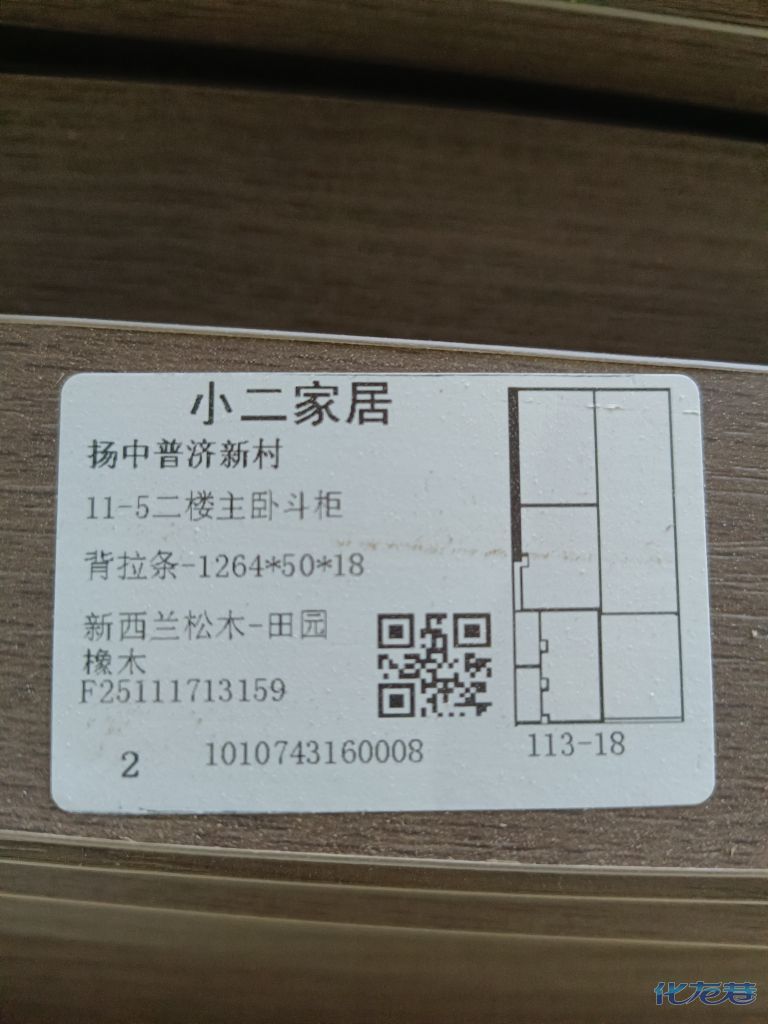 小二家居
扬中普济新村
11-5二楼主卧斗柜
背拉条-1264*50*18
新西兰松木-田园
橡木
F25111713159
2
1010743160008
113-18
化龙巷